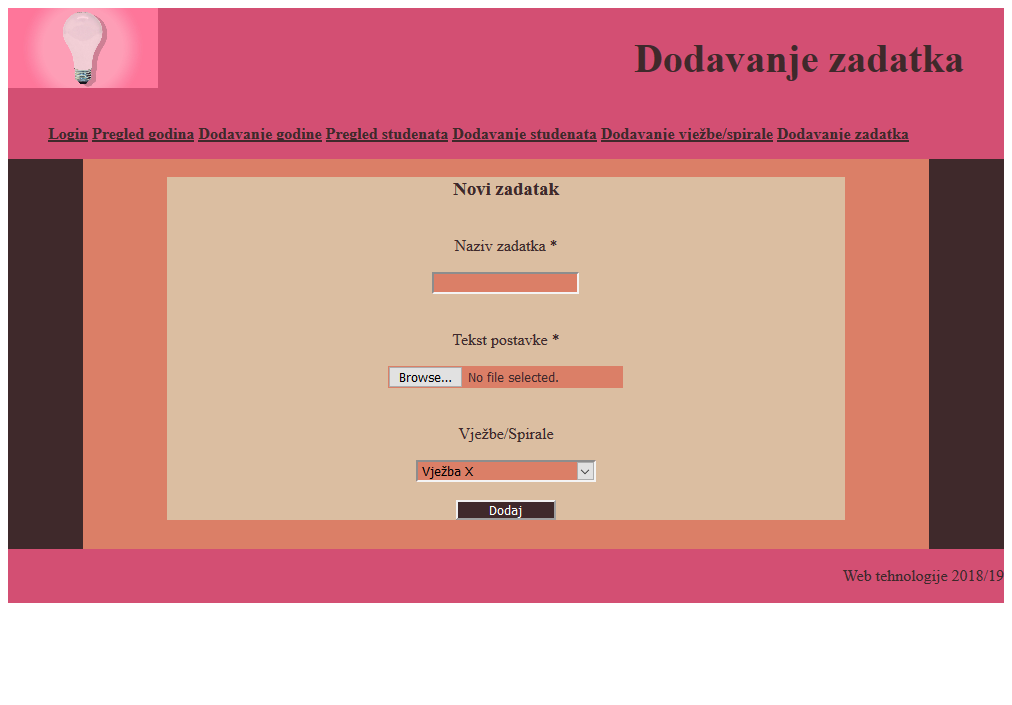 Dodavanje zadatka
Login Pregled godina Dodavanje godine Pregled studenata Dodavanje studenata Dodavanje vježbe/spirale Dodavanje zadatka
Novi zadatak
Naziv zadatka *
Tekst postavke *
Browse... No file selected.
Vježbe/Spirale
Vježba X
Dodaj
Web tehnologije 2018/19